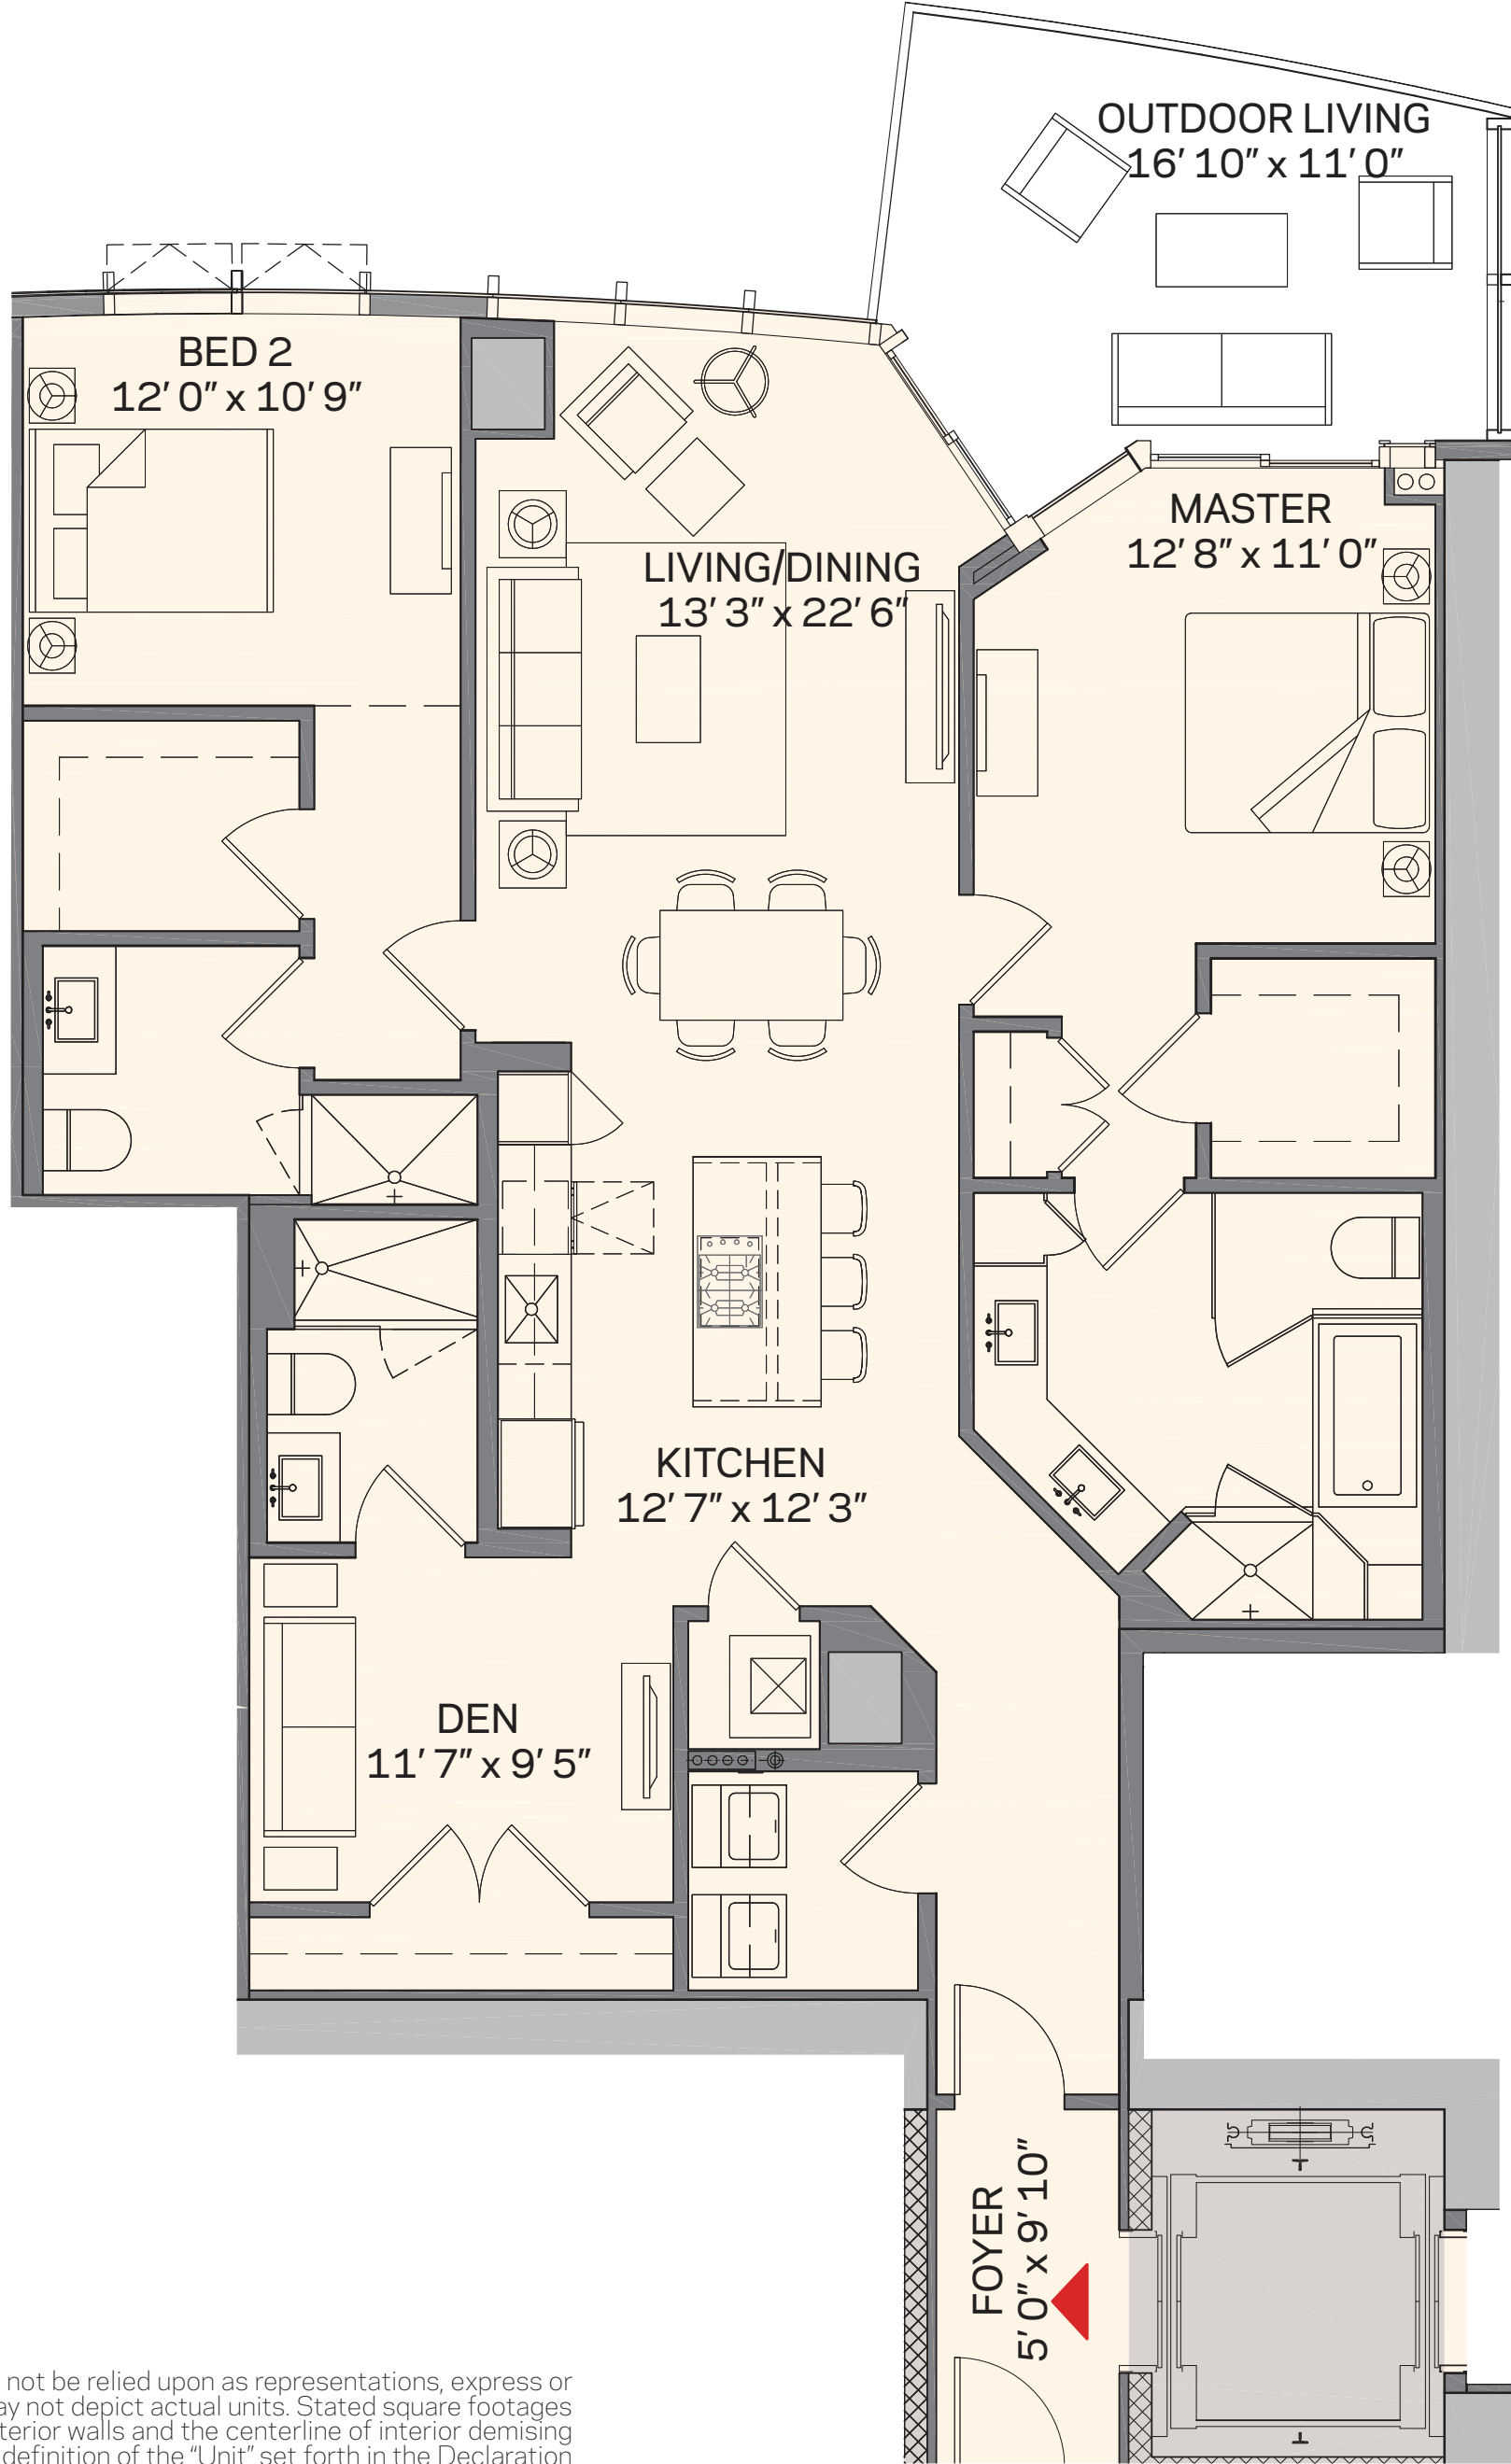 OUTDOOR LIVING
16’ 10” x 11’ 0”
BED 2
12’ 0” x 10’ 9”
MASTER
12’ 8” x 11’ 0”
LIVING/DINING
13’ 3” x 22’ 6”
KITCHEN
12’ 7” x 12’ 3”
DEN
11’ 7” x 9’ 5”
FOYER
5’ 0” x 9’ 10”
not be relied upon as representations, express or
ay not depict actual units. Stated square footages
terior walls and the centerline of interior demising
definition of the “Unit” set forth in the Declaration